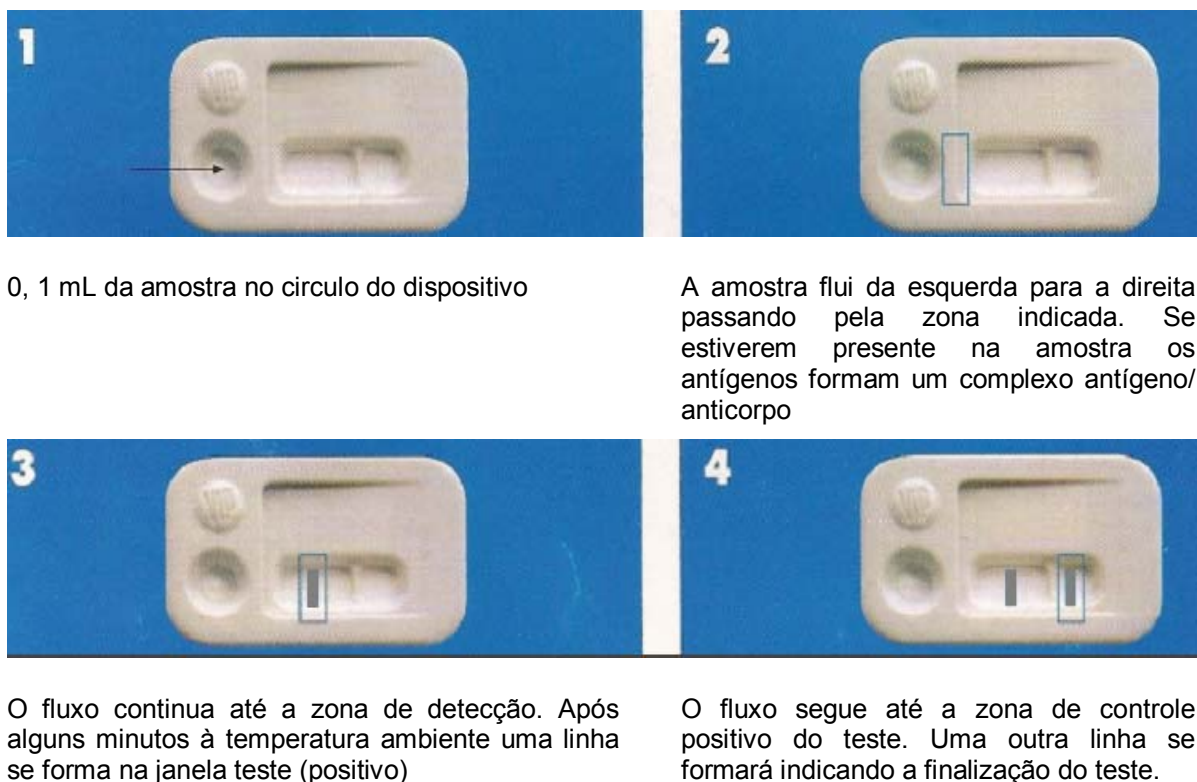 1
2
0, 1 mL da amostra no circulo do dispositivo
A amostra flui da esquerda para a direita
passando pela zona indicada. Se
estiverem presente na amostra os
antígenos formam um complexo antígeno/
anticorpo
3
4
O fluxo continua até a zona de detecção. Após
alguns minutos à temperatura ambiente uma linha
se forma na janela teste (positivo)
O fluxo segue até a zona de controle
positivo do teste. Uma outra linha se
formará indicando a finalização do teste.